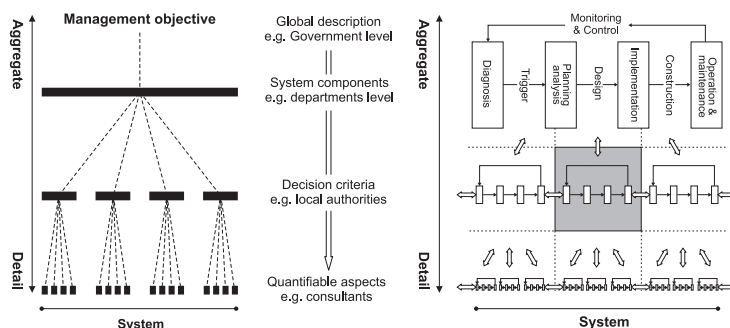 Aggregate
Management objective
Detail
System
Global description
e.g. Government level
System components
e.g. departments level
Decision criteria
e.g. local authorities
Quantifiable aspects
e.g. consultants
Aggregate
Detail
Monitoring
& Control
Diagnosis
Trigger
Planning
analysis
Design
Implementation
Construction
Operation &
maintenance
System